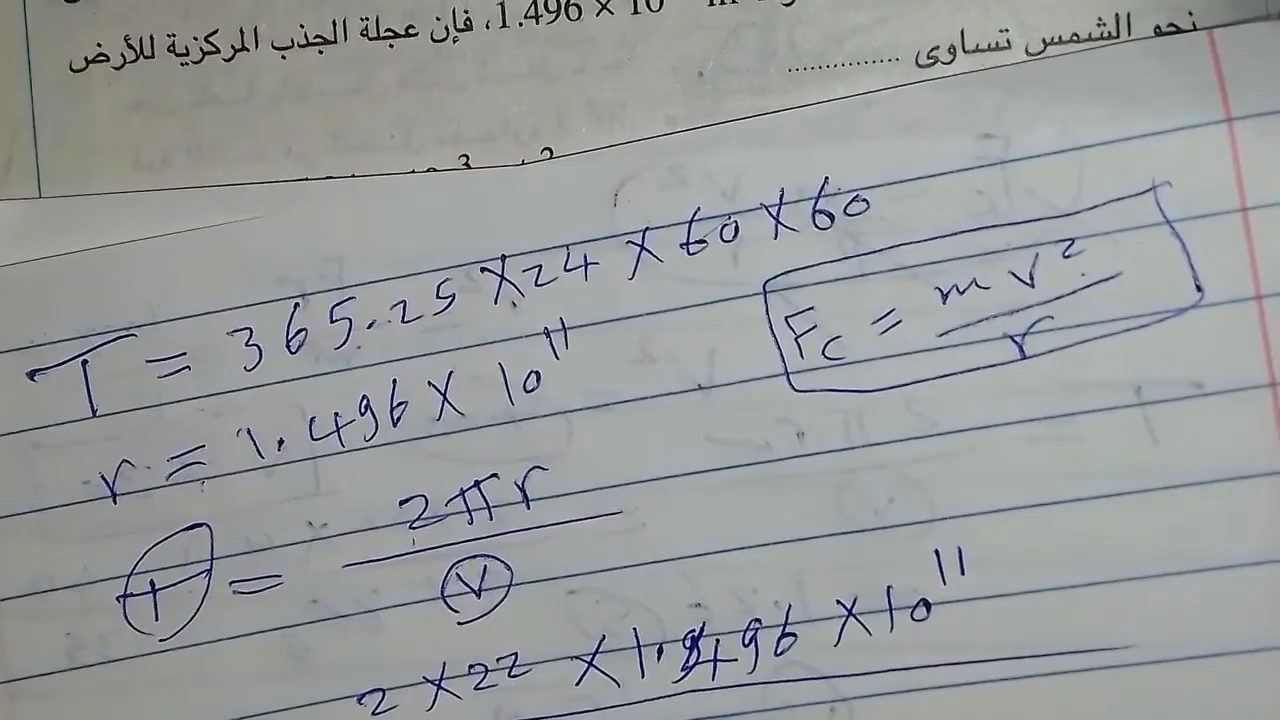 1.496 × 10 ، فإن عجلة الجذب المركزية للأرض
نحو الشمس تساوى ...............
T = 365.25 × 24 × 60 × 60
r = 1.496 × 10¹¹
Fc = mv²/r
T = 2πr/v
2 × 22 × 1.496 × 10¹¹